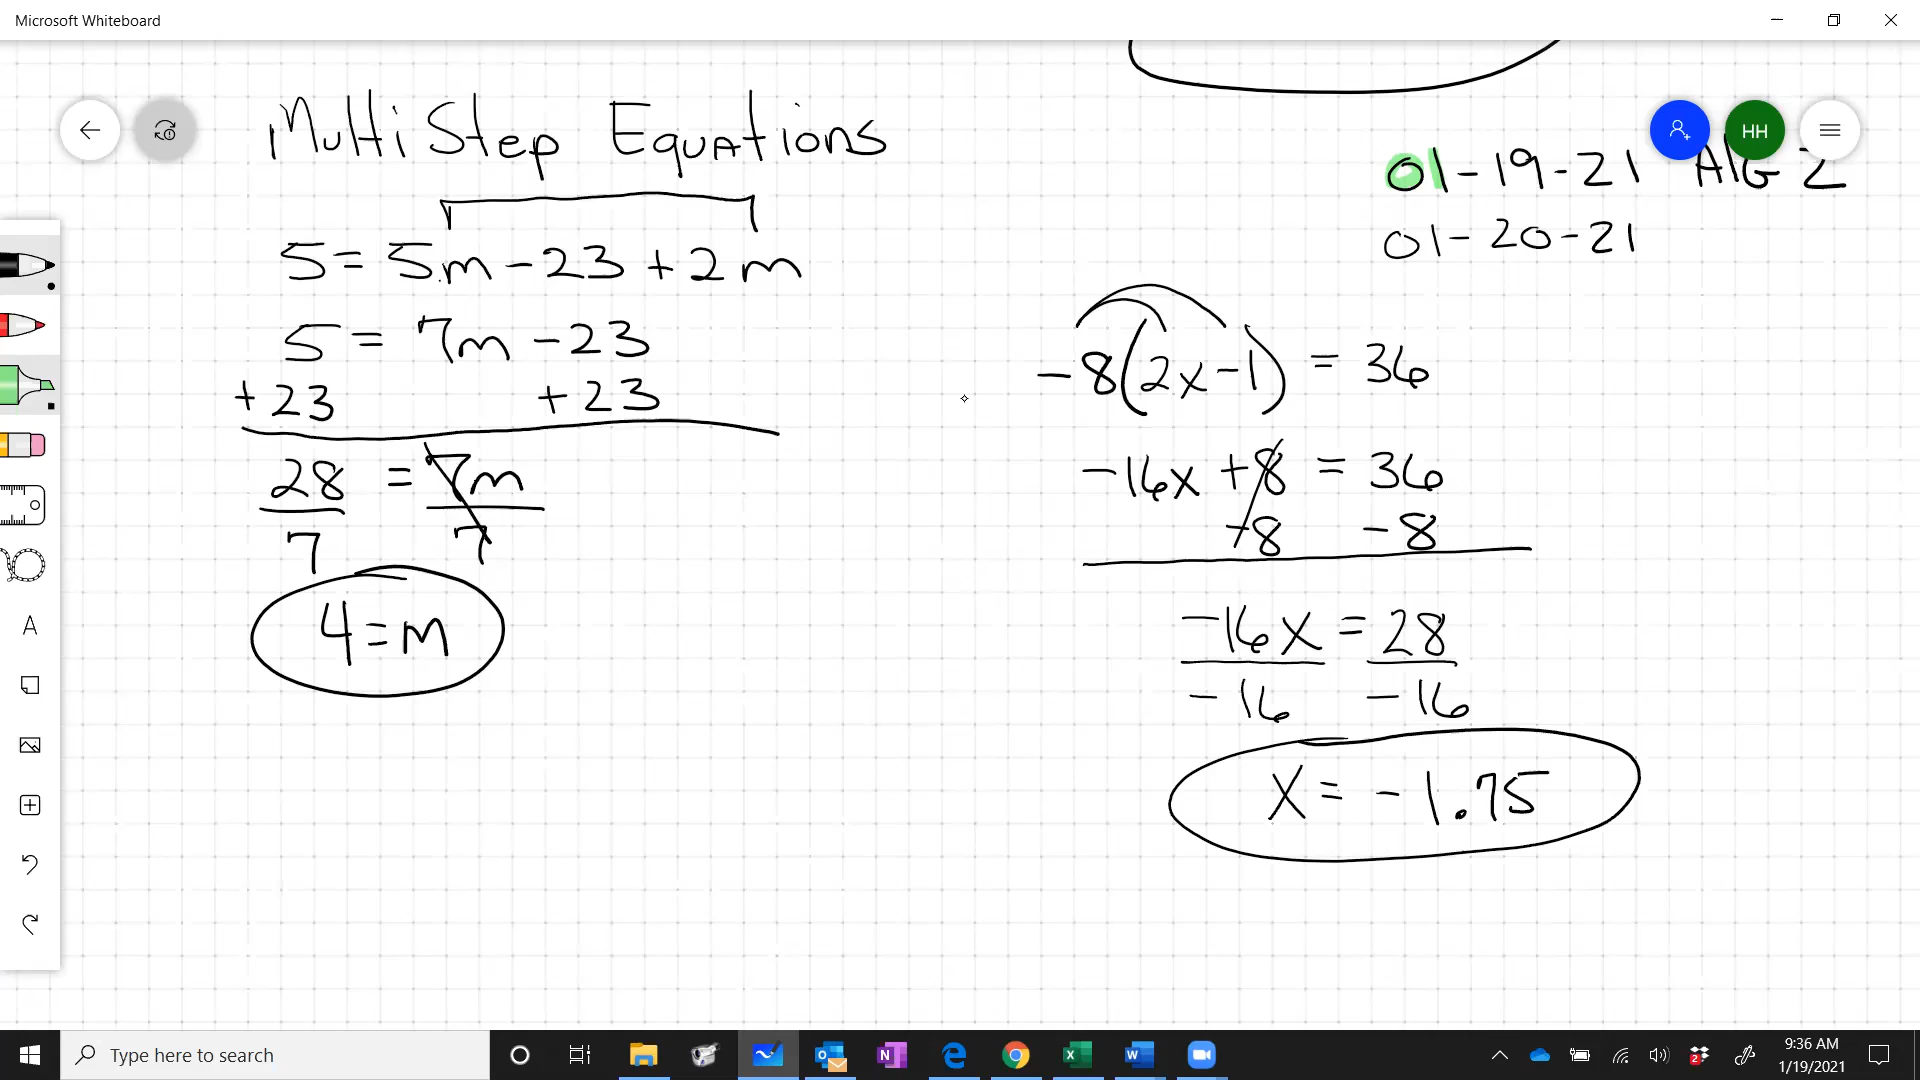 Microsoft Whiteboard
MultiStep Equations
HH
01-19-21 AlG 2
01-20-21
5 = 5m - 23 + 2m
5 = 7m - 23
+23 +23
28 = 7m
7 7
4 = m
-8(2x-1) = 36
-16x + 8 = 36
-8 -8
-16x = 28
-16 -16
x = -1.75
A
Type here to search
9:36 AM
1/19/2021
2